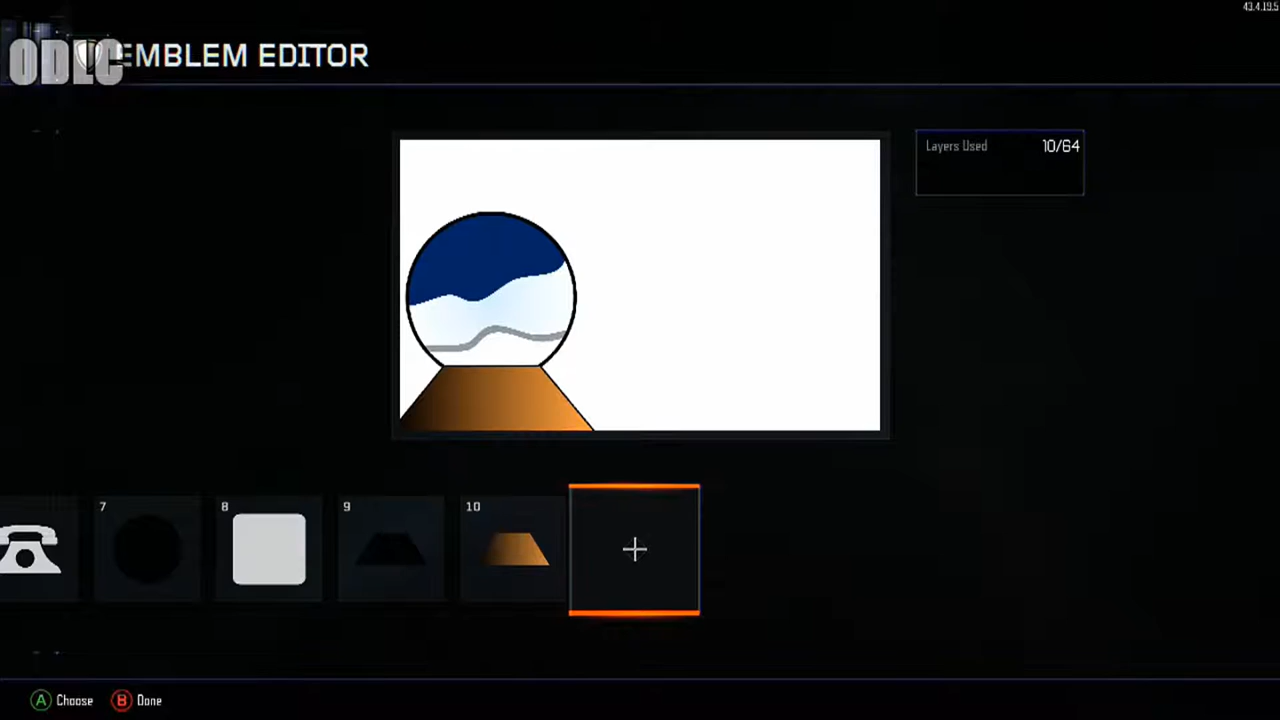 43.4.19.5
ODLC
EMBLEM EDITOR
Layers Used 10/64
7 8 9 10
A Choose B Done